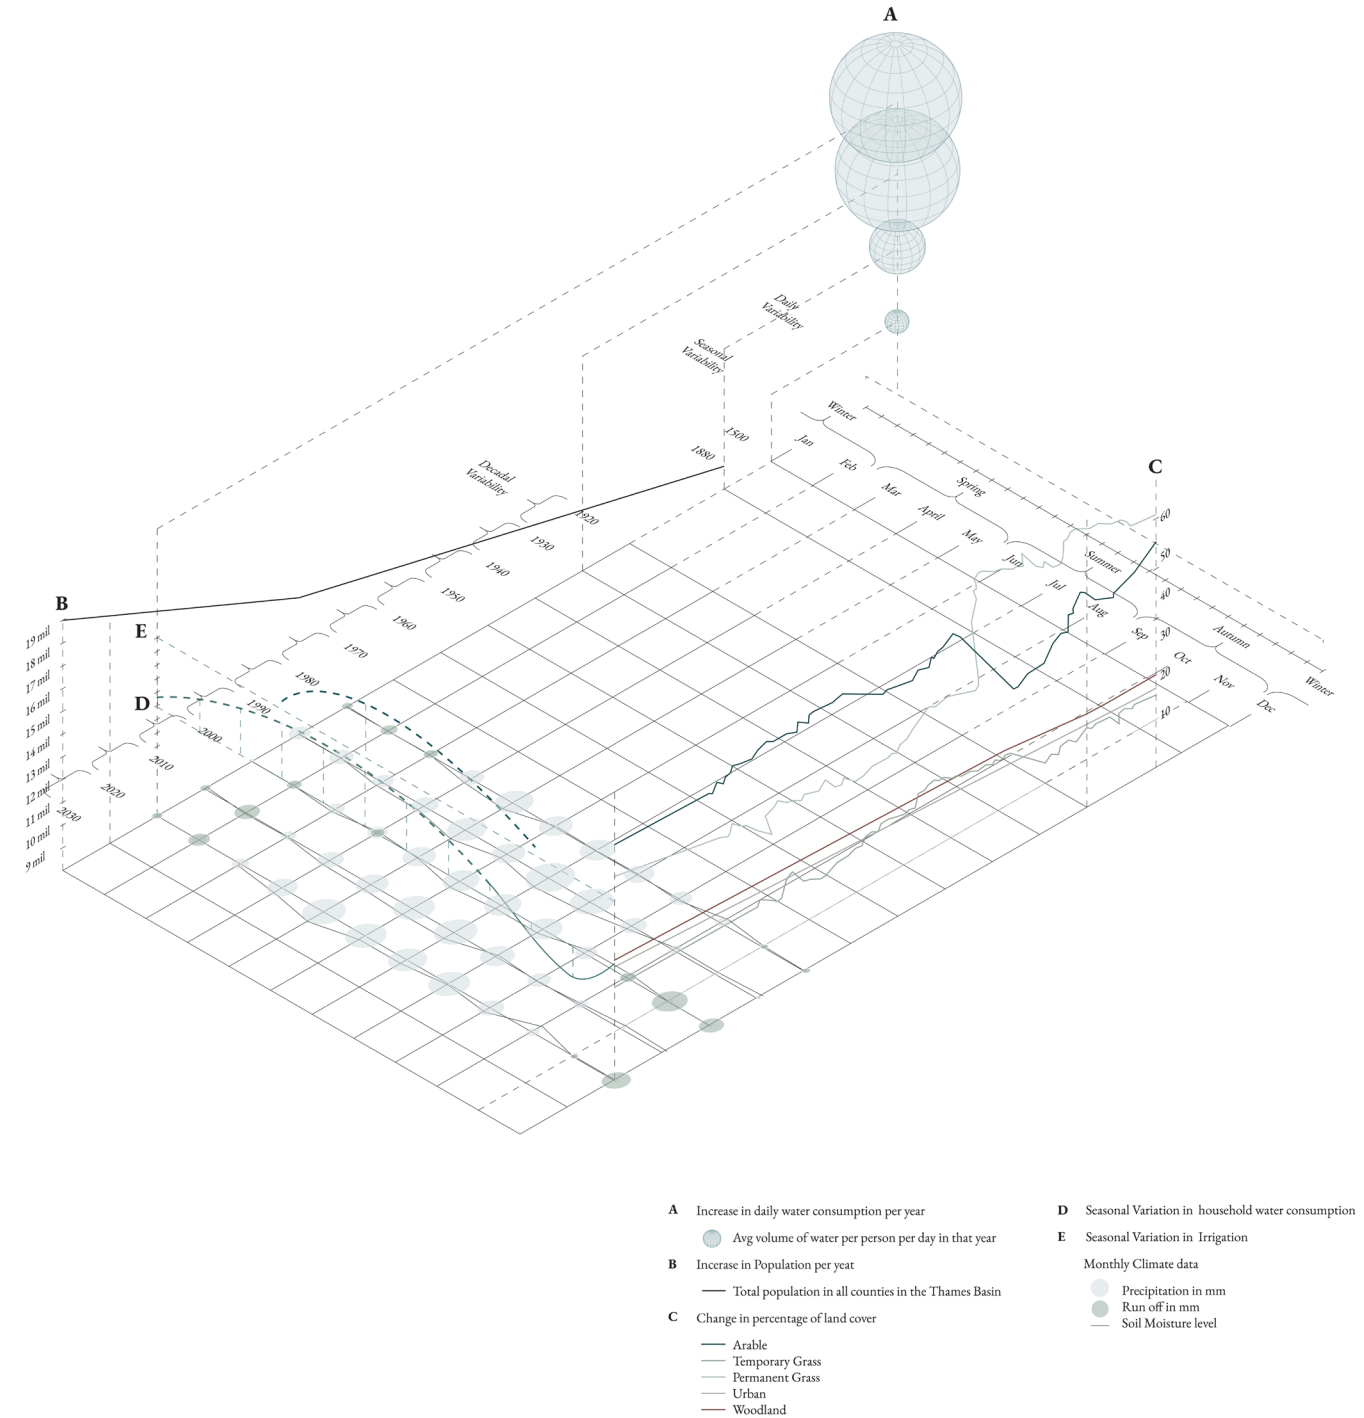 A
Daily
Variability
Seasonal
Variability
Winter
1500
Jan
1880
Feb
C
Decadal
Variability
Spring
Mar
60
April
1920
May
50
1930
Jun
Summer
1940
Jul
40
1950
B
Aug
1960
E
19 mil
Sep
30
Autumn
1970
18 mil
Oct
20
1980
17 mil
Nov
Winter
D
1990
16 mil
Dec
10
2000
15 mil
14 mil
2010
13 mil
2020
12 mil
2030
11 mil
10 mil
9 mil
A Increase in daily water consumption per year
Avg volume of water per person per day in that year
B Incerase in Population per yeat
Total population in all counties in the Thames Basin
C Change in percentage of land cover
Arable
Temporary Grass
Permanent Grass
Urban
Woodland
D Seasonal Variation in household water consumption
E Seasonal Variation in Irrigation
Monthly Climate data
Precipitation in mm
Run off in mm
Soil Moisture level